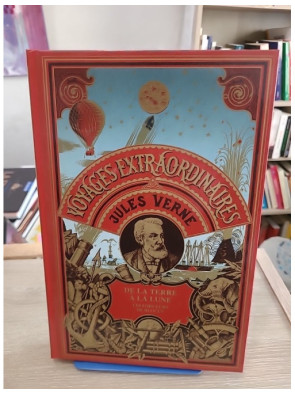 VOYAGES EXTRAORDINAIRES
JULES VERNE
DE LA TERRE
À LA LUNE